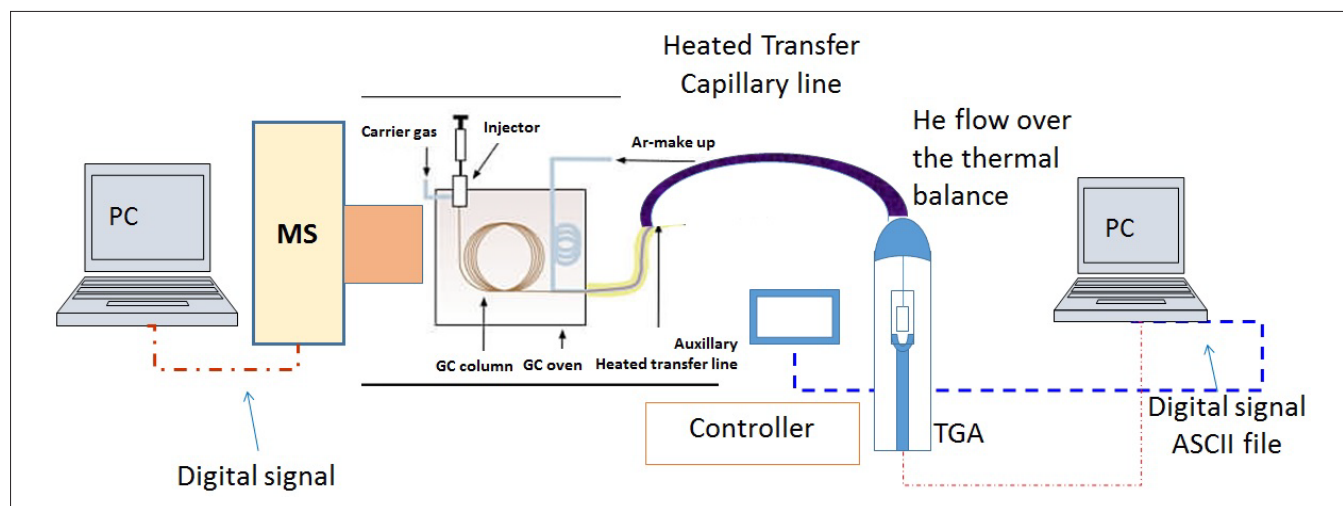 Heated Transfer
Capillary line
He flow over
the thermal
balance
Carrier gas
Injector
Ar-make up
PC
MS
PC
Auxillary
Heated transfer line
GC column
GC oven
Controller
TGA
Digital signal
ASCII file
Digital signal